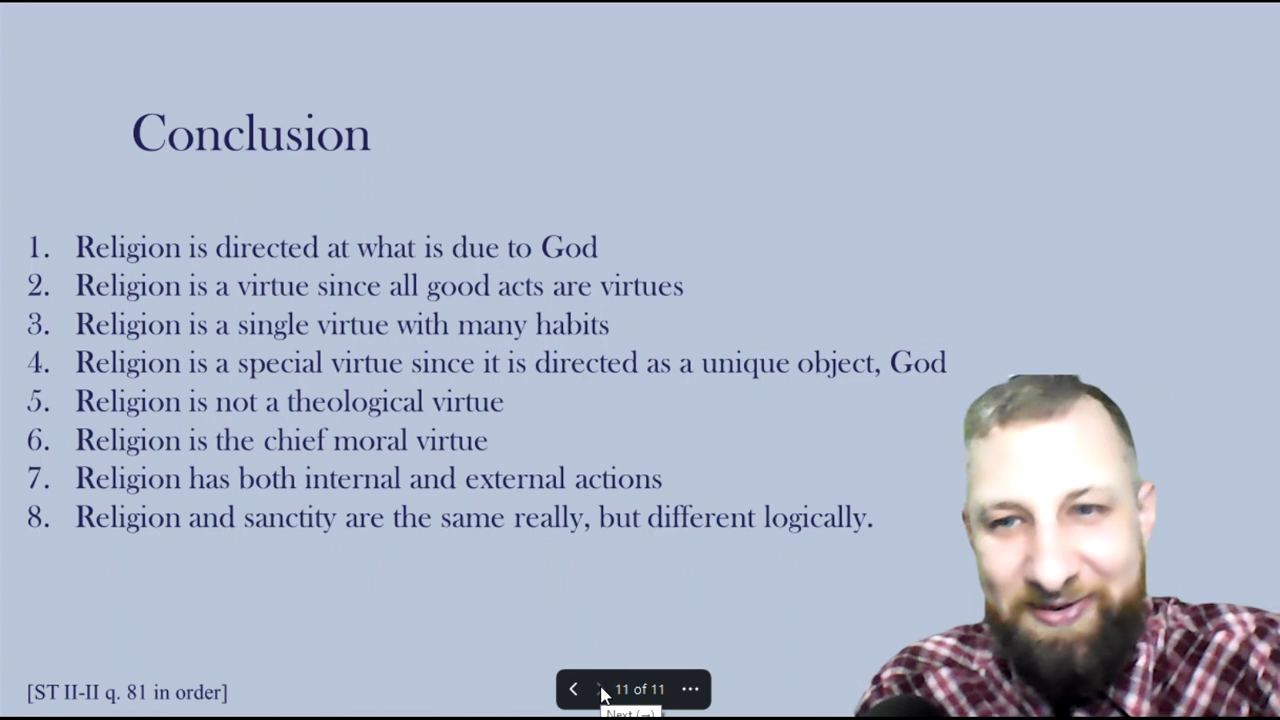 Conclusion
1. Religion is directed at what is due to God
2. Religion is a virtue since all good acts are virtues
3. Religion is a single virtue with many habits
4. Religion is a special virtue since it is directed as a unique object, God
5. Religion is not a theological virtue
6. Religion is the chief moral virtue
7. Religion has both internal and external actions
8. Religion and sanctity are the same really, but different logically.
[ST II-II q. 81 in order]
11 of 11
Next (→)